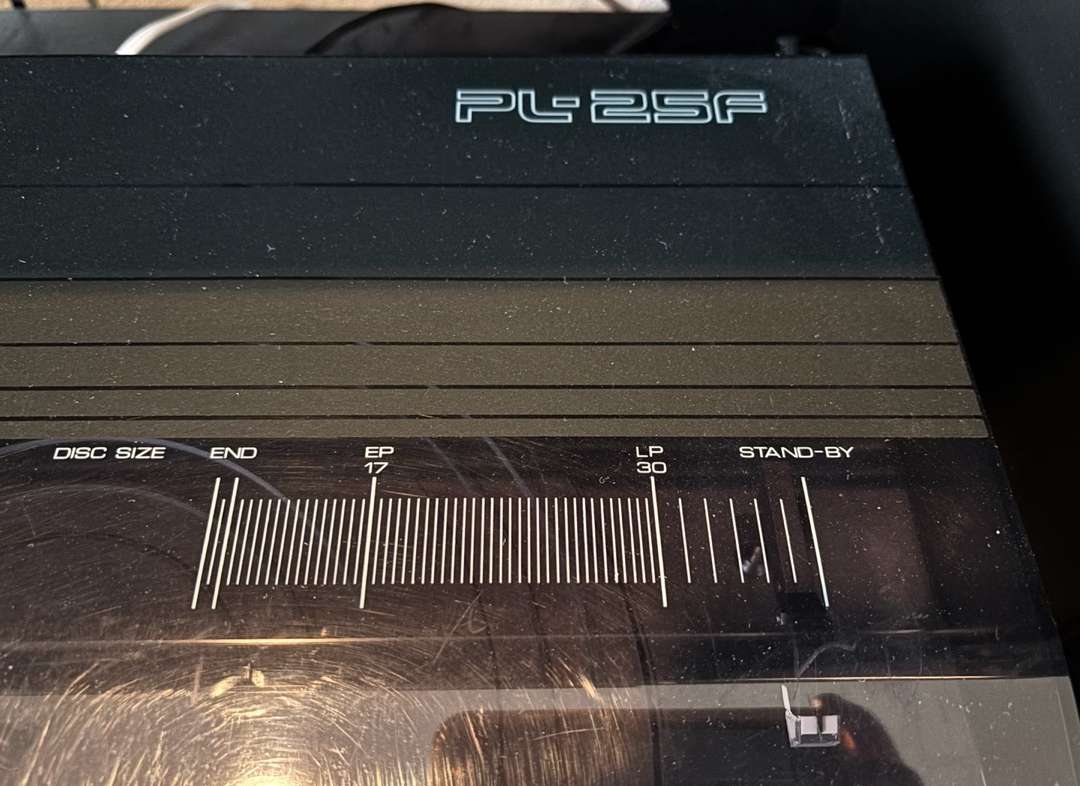 PL-25F
DISC SIZE END EP LP STAND-BY
17 30